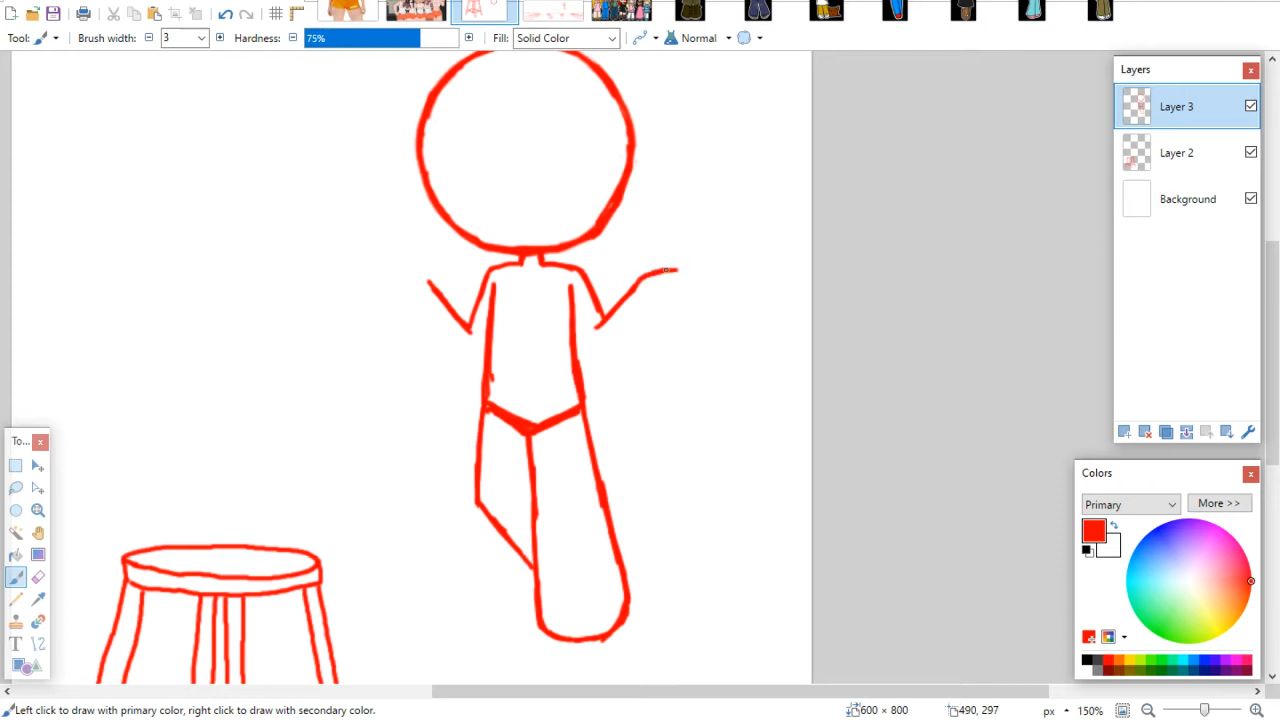 Tool: Brush width: 3 Hardness: 75% Fill: Solid Color Normal
Layers
Layer 3
Layer 2
Background
To...
Colors
Primary More >>
Left click to draw with primary color, right click to draw with secondary color. 600 × 800 490, 297 px 150%